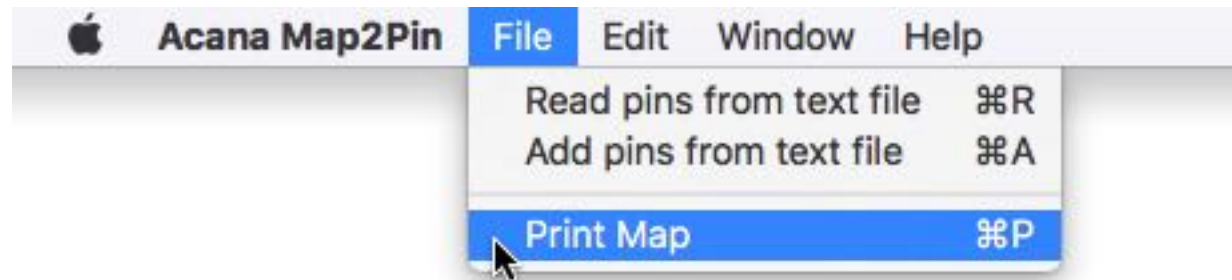 Acana Map2Pin File Edit Window Help
Read pins from text file ⌘R
Add pins from text file ⌘A
Print Map ⌘P